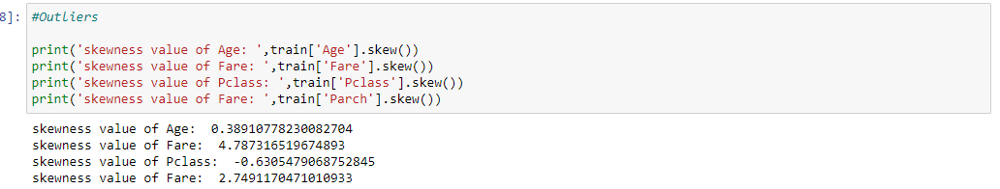 8]: #Outliers
print('skewness value of Age: ',train['Age'].skew())
print('skewness value of Fare: ',train['Fare'].skew())
print('skewness value of Pclass: ',train['Pclass'].skew())
print('skewness value of Fare: ',train['Parch'].skew())
skewness value of Age:  0.38910778230082704
skewness value of Fare:  4.787316519674893
skewness value of Pclass:  -0.6305479068752845
skewness value of Fare:  2.7491170471010933